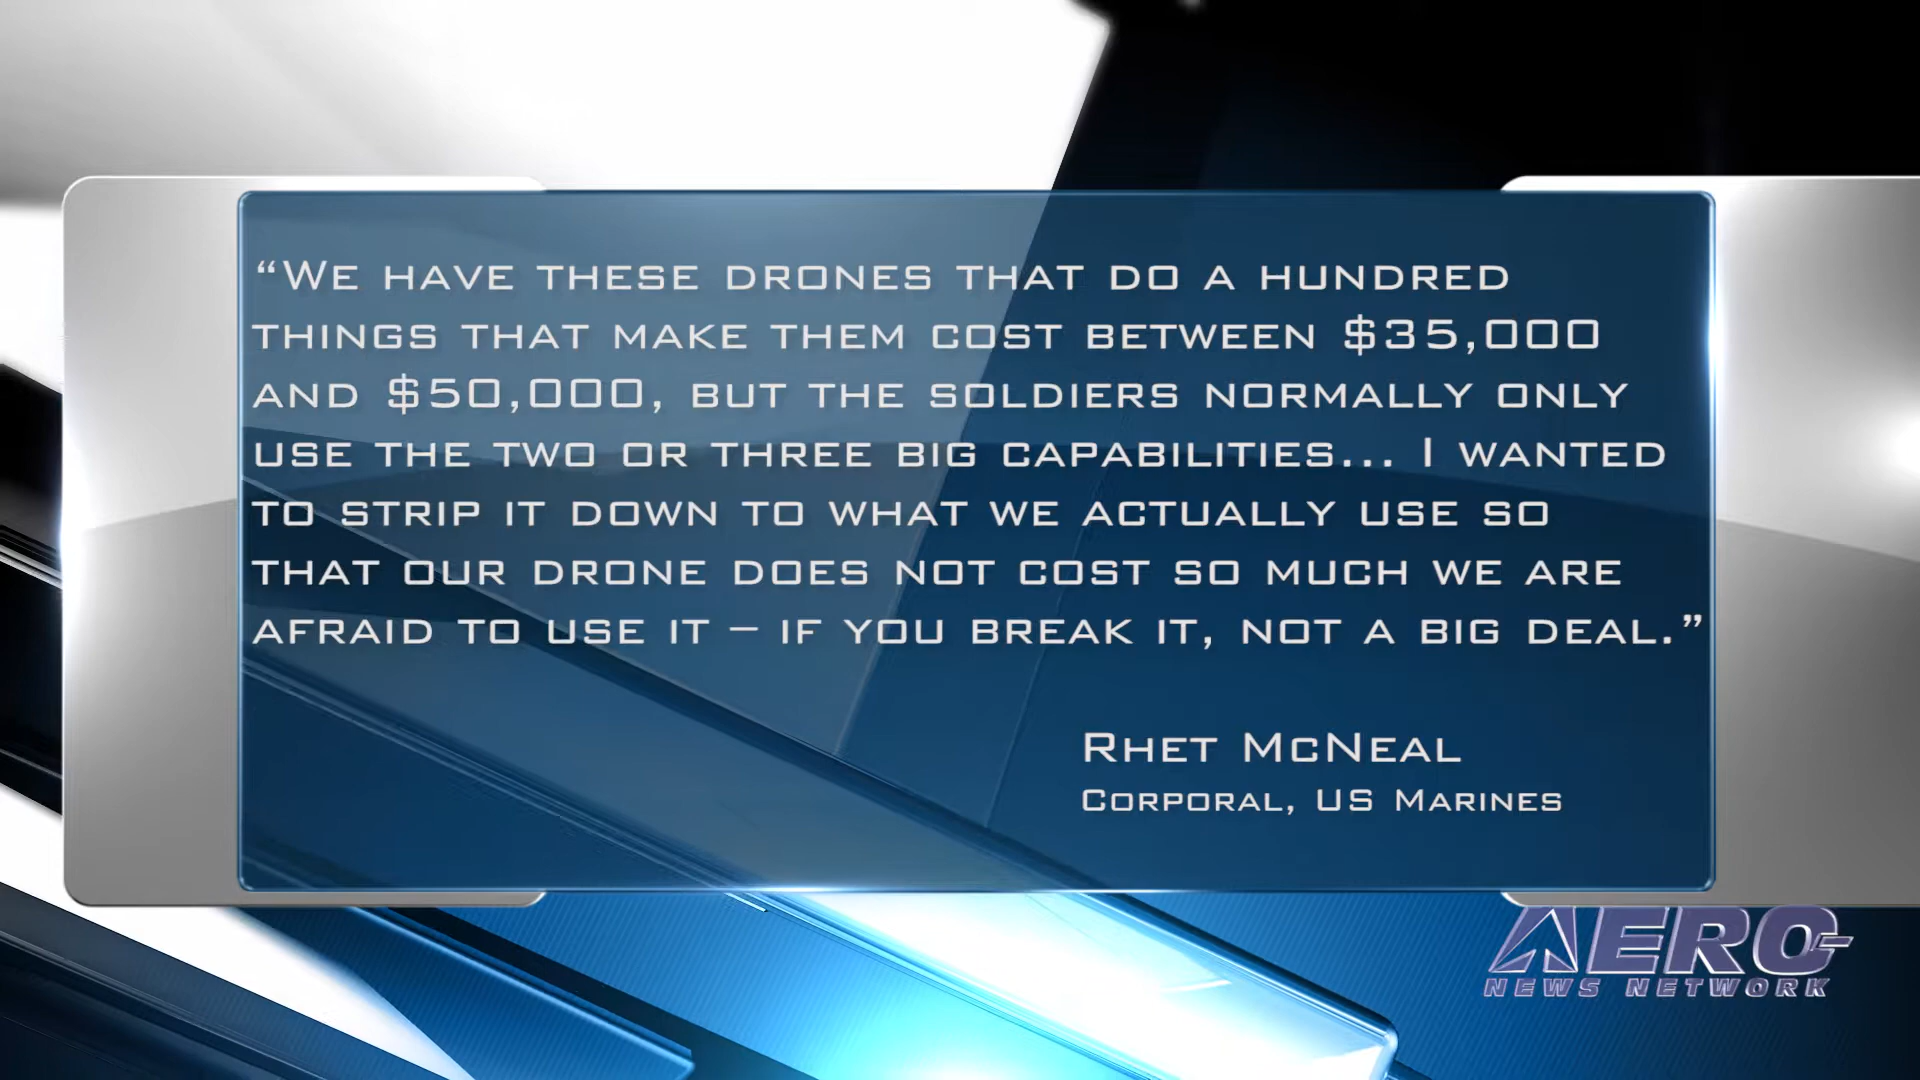 “We have these drones that do a hundred
things that make them cost between $35,000
and $50,000, but the soldiers normally only
use the two or three big capabilities... I wanted
to strip it down to what we actually use so
that our drone does not cost so much we are
afraid to use it – if you break it, not a big deal.”
Rhet McNeal
Corporal, US Marines
AERO-
NEWS NETWORK